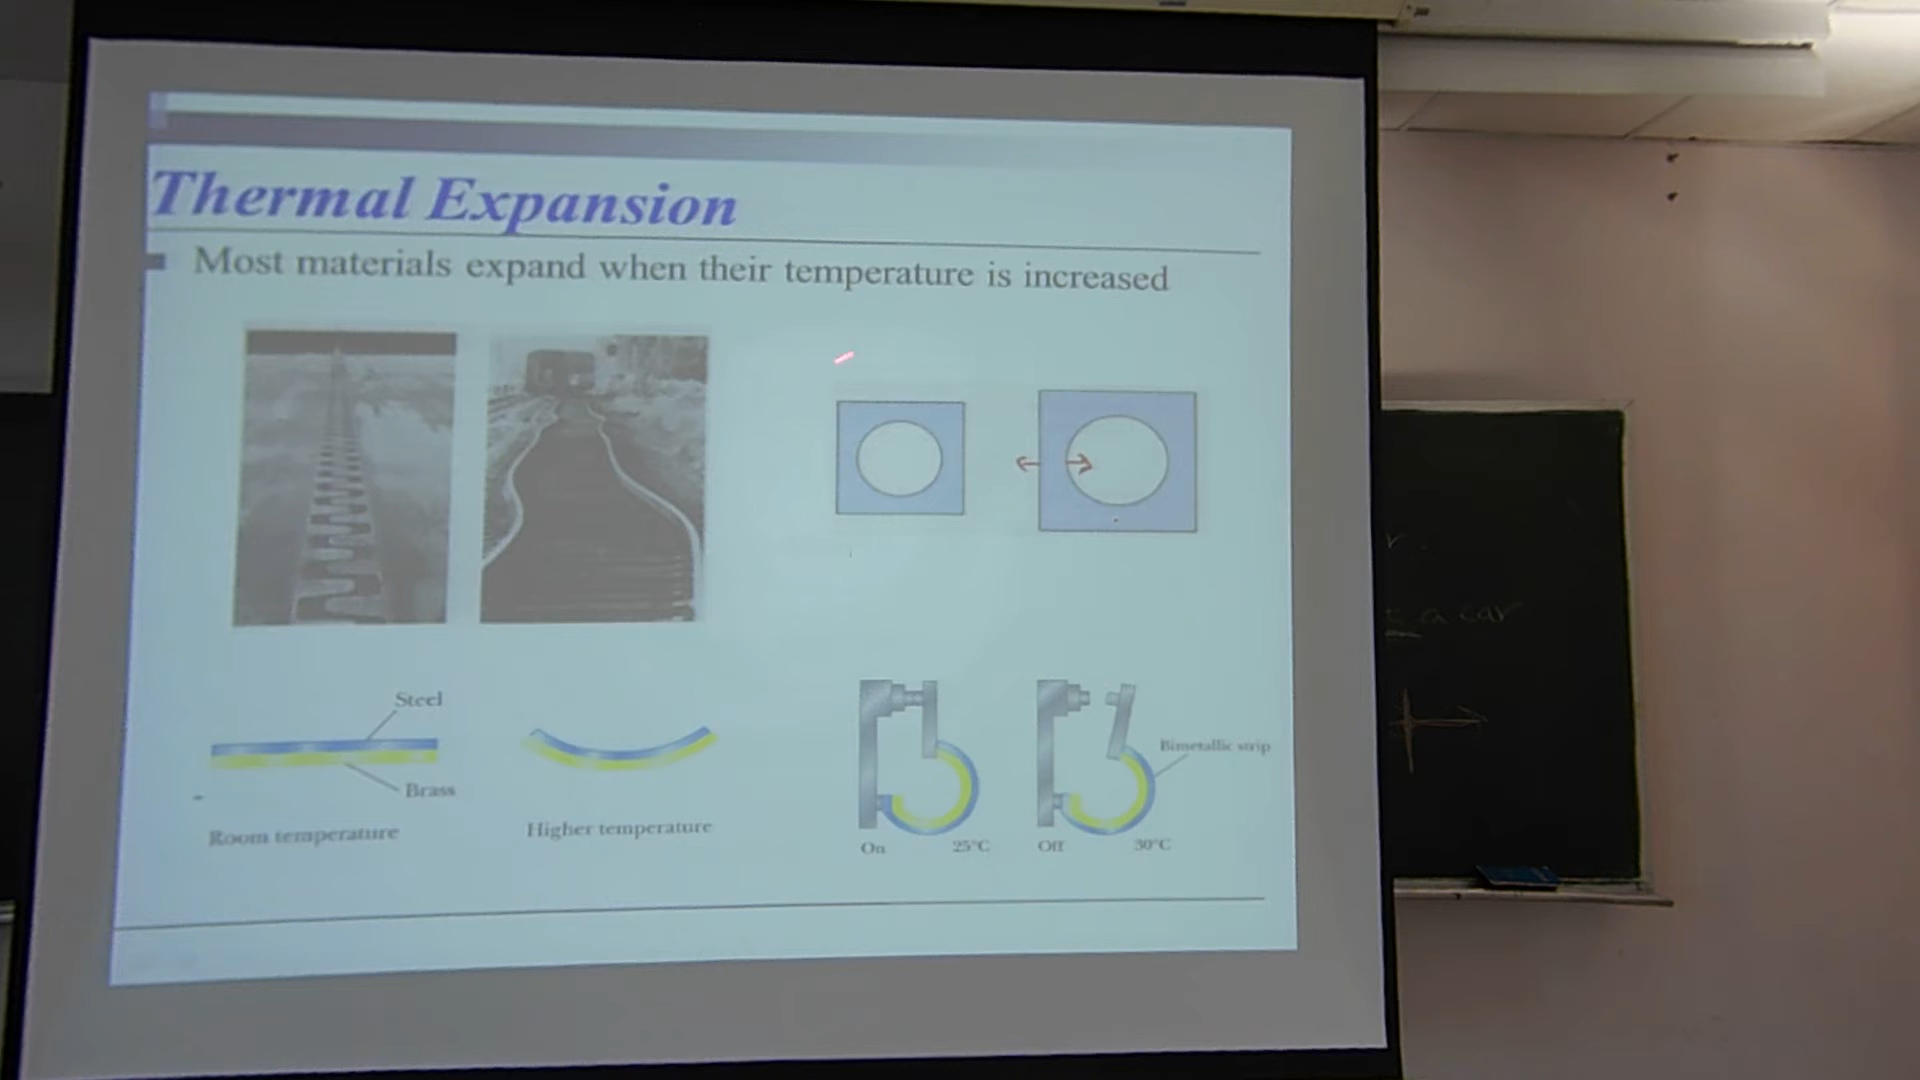 Thermal Expansion
Most materials expand when their temperature is increased
Steel
Brass
Room temperature
Higher temperature
Bimetallic strip
On
25°C
Off
30°C
a car